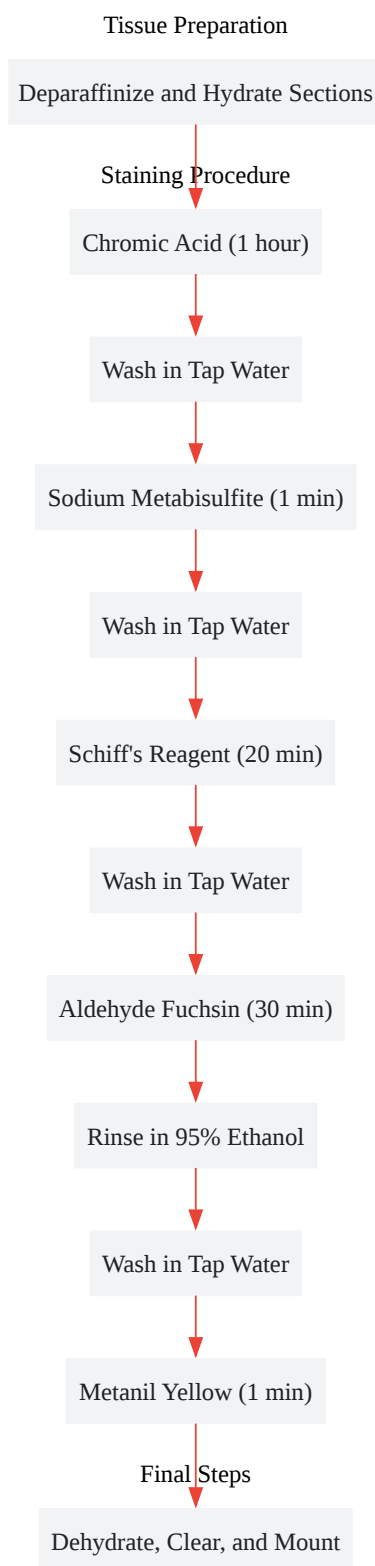 Tissue Preparation
Deparaffinize and Hydrate Sections
Staining Procedure
Chromic Acid (1 hour)
Wash in Tap Water
Sodium Metabisulfite (1 min)
Wash in Tap Water
Schiff's Reagent (20 min)
Wash in Tap Water
Aldehyde Fuchsin (30 min)
Rinse in 95% Ethanol
Wash in Tap Water
Metanil Yellow (1 min)
Final Steps
Dehydrate, Clear, and Mount